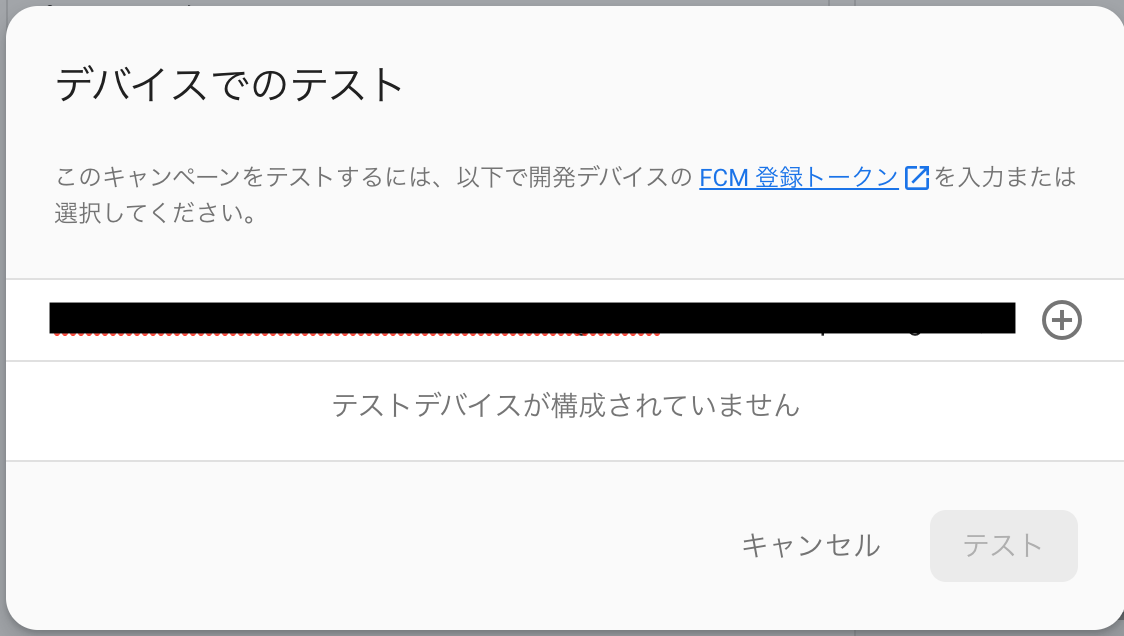 デバイスでのテスト
このキャンペーンをテストするには、以下で開発デバイスの FCM 登録トークン を入力または
選択してください。
テストデバイスが構成されていません
キャンセル
テスト